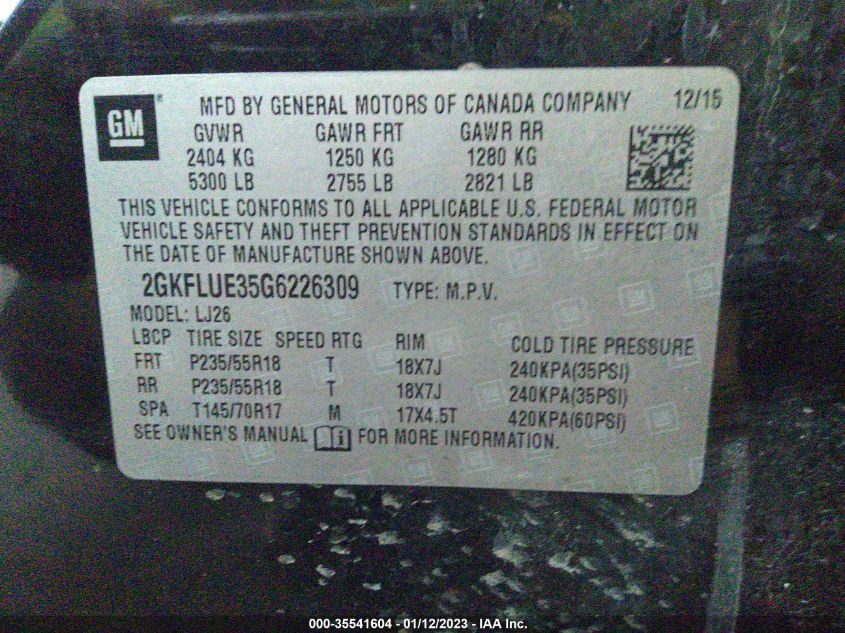 GM ® MFD BY GENERAL MOTORS OF CANADA COMPANY 12/15
GVWR GAWR FRT GAWR RR
2404 KG 1250 KG 1280 KG
5300 LB 2755 LB 2821 LB
THIS VEHICLE CONFORMS TO ALL APPLICABLE U.S. FEDERAL MOTOR
VEHICLE SAFETY AND THEFT PREVENTION STANDARDS IN EFFECT ON
THE DATE OF MANUFACTURE SHOWN ABOVE.
2GKFLUE35G6226309 TYPE: M.P.V.
MODEL: LJ26
LBCP TIRE SIZE SPEED RTG RIM COLD TIRE PRESSURE
FRT P235/55R18 T 18X7J 240KPA(35PSI)
RR P235/55R18 T 18X7J 240KPA(35PSI)
SPA T145/70R17 M 17X4.5T 420KPA(60PSI)
SEE OWNER'S MANUAL i FOR MORE INFORMATION.
000-35541604 - 01/12/2023 - IAA Inc.